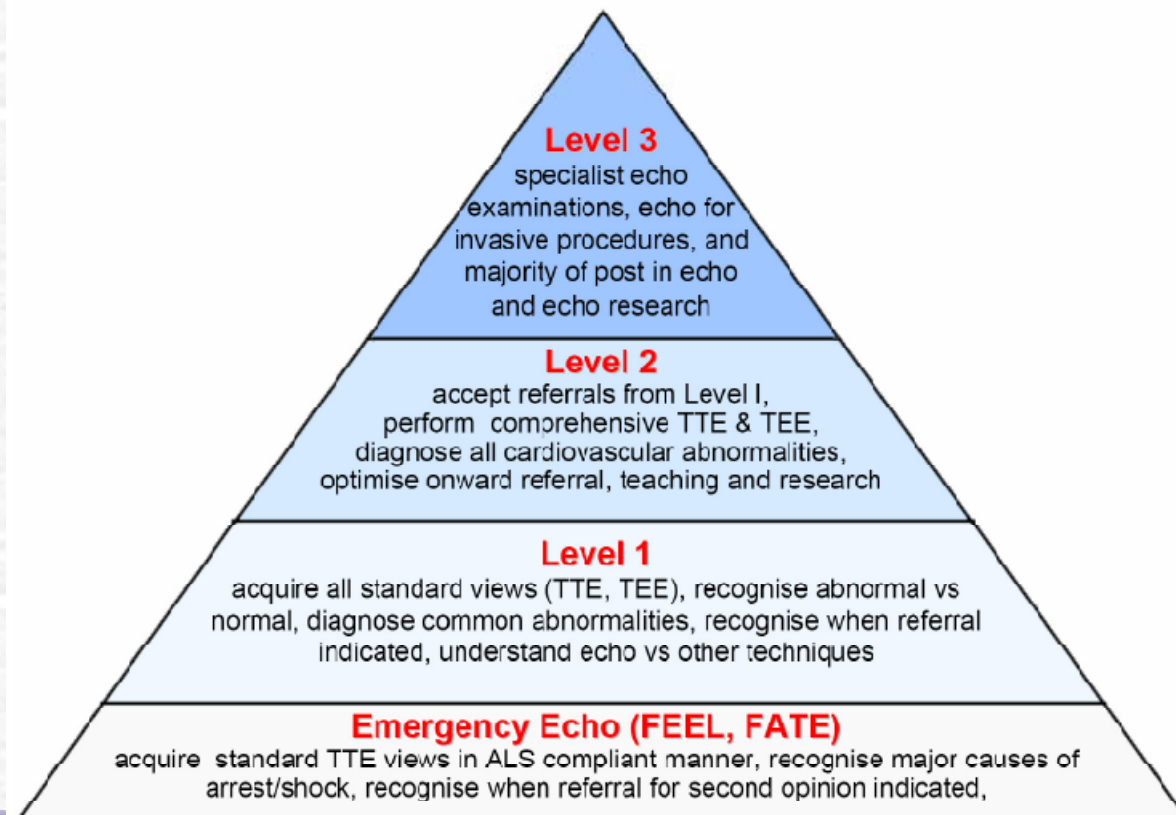 Level 3
specialist echo
examinations, echo for
invasive procedures, and
majority of post in echo
and echo research
Level 2
accept referrals from Level I,
perform comprehensive TTE & TEE,
diagnose all cardiovascular abnormalities,
optimise onward referral, teaching and research
Level 1
acquire all standard views (TTE, TEE), recognise abnormal vs
normal, diagnose common abnormalities, recognise when referral
indicated, understand echo vs other techniques
Emergency Echo (FEEL, FATE)
acquire standard TTE views in ALS compliant manner, recognise major causes of
arrest/shock, recognise when referral for second opinion indicated,